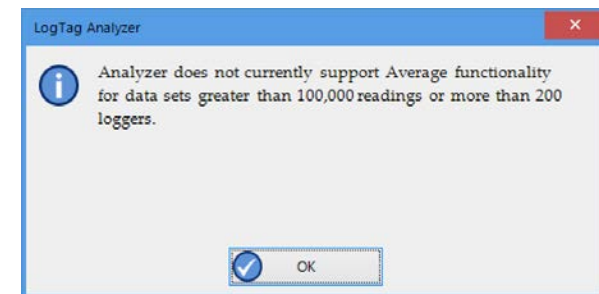 LogTag Analyzer
Analyzer does not currently support Average functionality
for data sets greater than 100,000 readings or more than 200
loggers.
OK